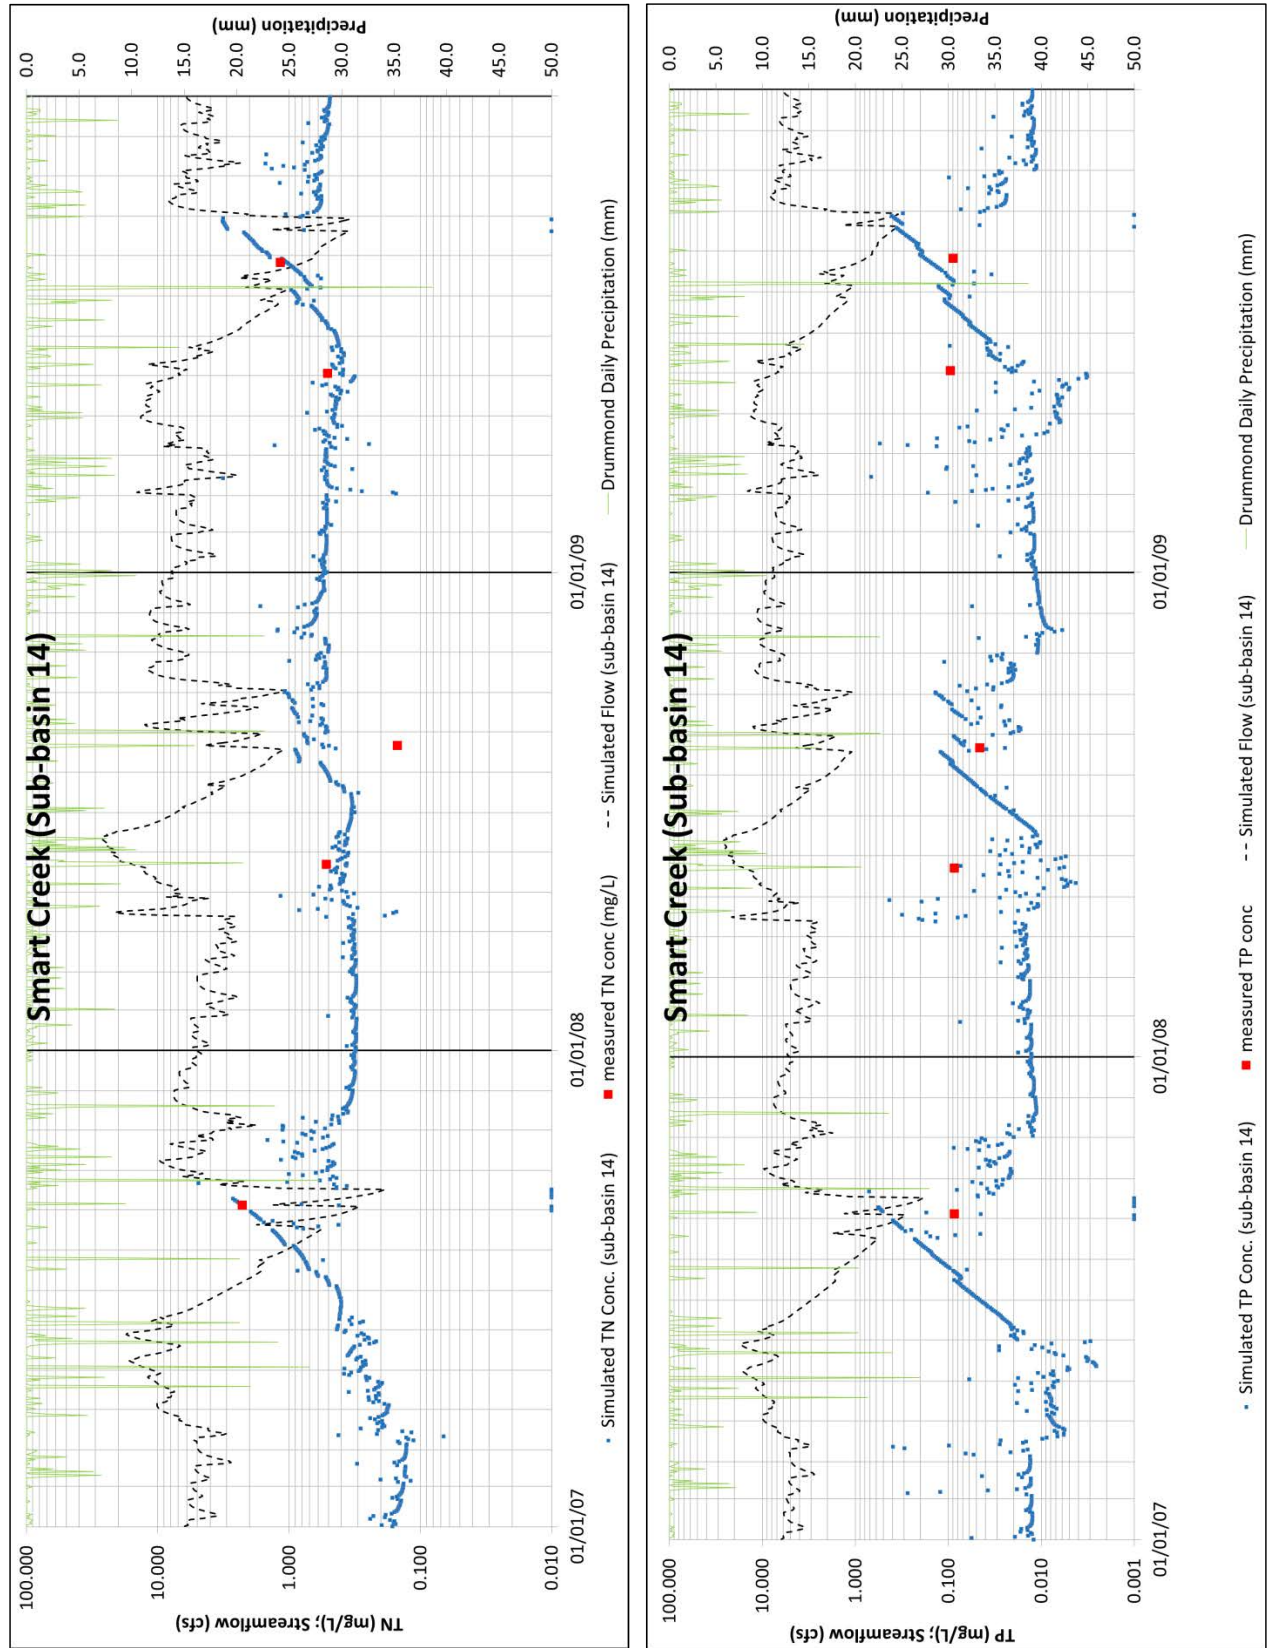 Smart Creek (Sub-basin 14)
TN (mg/L); Streamflow (cfs)
100.000
10.000
1.000
0.100
0.010
Precipitation (mm)
0.0
5.0
10.0
15.0
20.0
25.0
30.0
35.0
40.0
45.0
50.0
01/01/07
01/01/08
01/01/09
Simulated TN Conc. (sub-basin 14)
measured TN conc (mg/L)
Simulated Flow (sub-basin 14)
Drummond Daily Precipitation (mm)
Smart Creek (Sub-basin 14)
TP (mg/L); Streamflow (cfs)
100.000
10.000
1.000
0.100
0.010
0.001
Precipitation (mm)
0.0
5.0
10.0
15.0
20.0
25.0
30.0
35.0
40.0
45.0
50.0
01/01/07
01/01/08
01/01/09
Simulated TP Conc. (sub-basin 14)
measured TP conc
Simulated Flow (sub-basin 14)
Drummond Daily Precipitation (mm)